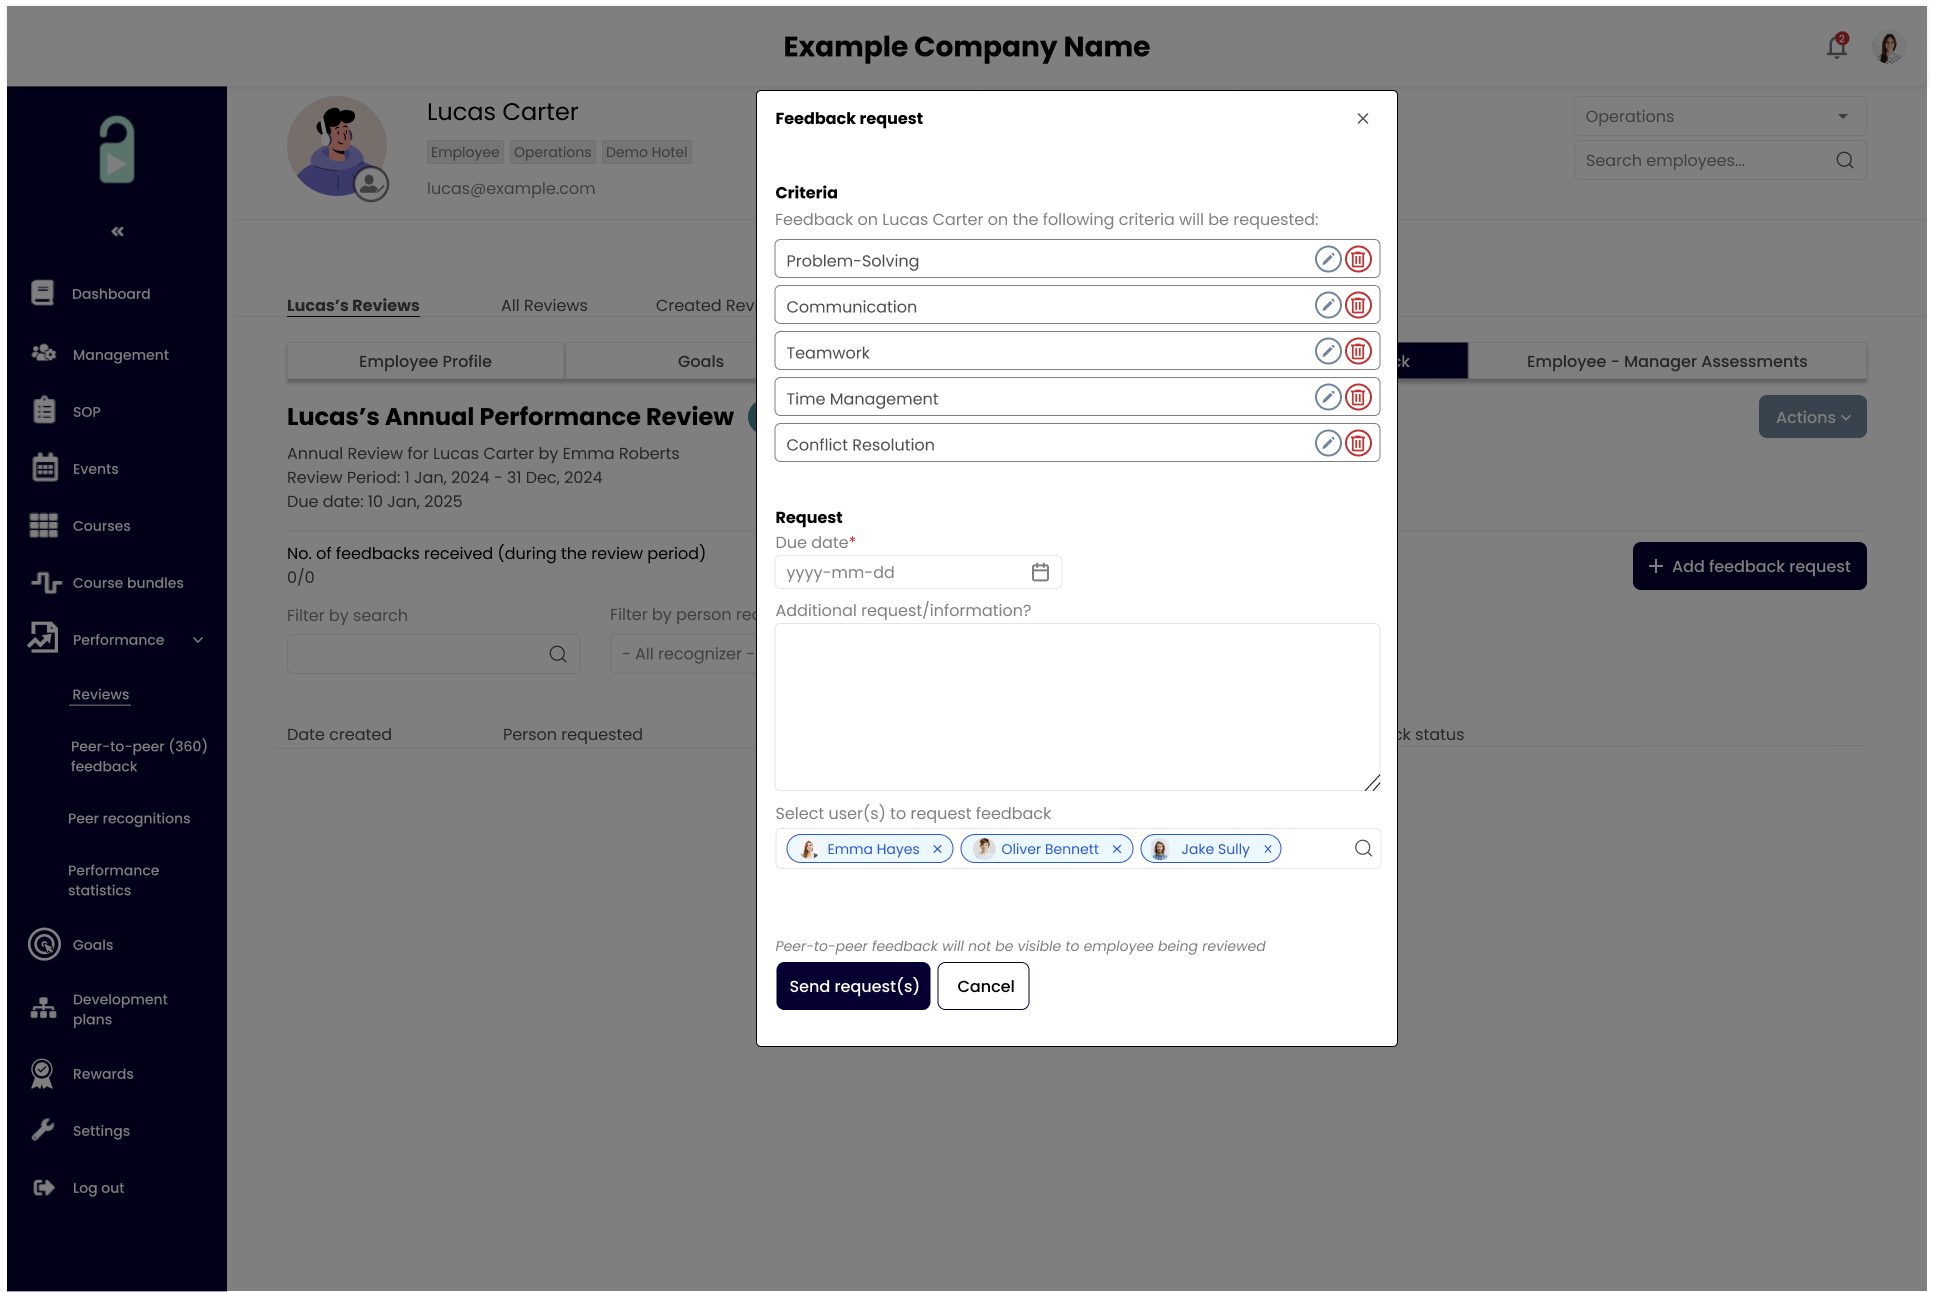 Example Company Name
2
Lucas Carter
Employee Operations Demo Hotel
lucas@example.com
Operations
Search employees...
«
Dashboard
Management
SOP
Events
Courses
Course bundles
Performance
Reviews
Peer-to-peer (360)
feedback
Peer recognitions
Performance
statistics
Goals
Development
plans
Rewards
Settings
Log out
Lucas's Reviews All Reviews Created Rev
Employee Profile Goals ck Employee - Manager Assessments
Lucas's Annual Performance Review
Actions
Annual Review for Lucas Carter by Emma Roberts
Review Period: 1 Jan, 2024 - 31 Dec, 2024
Due date: 10 Jan, 2025
No. of feedbacks received (during the review period)
0/0
+ Add feedback request
Filter by search
Filter by person rec
- All recognizer -
Date created Person requested ck status
Feedback request
Criteria
Feedback on Lucas Carter on the following criteria will be requested:
Problem-Solving
Communication
Teamwork
Time Management
Conflict Resolution
Request
Due date*
yyyy-mm-dd
Additional request/information?
Select user(s) to request feedback
Emma Hayes × Oliver Bennett × Jake Sully ×
Peer-to-peer feedback will not be visible to employee being reviewed
Send request(s) Cancel